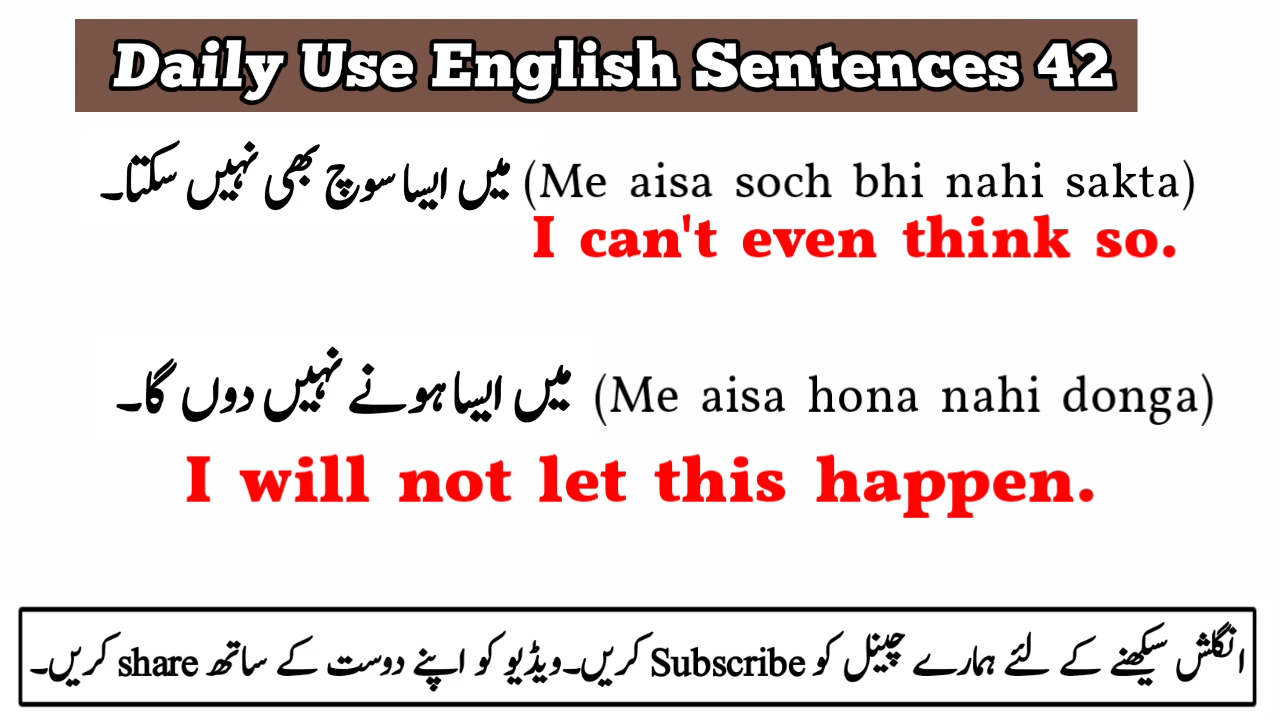 Daily Use English Sentences 42
میں ایسا سوچ بھی نہیں سکتا۔ (Me aisa soch bhi nahi sakta)
I can't even think so.
میں ایسا ہونے نہیں دوں گا۔ (Me aisa hona nahi donga)
I will not let this happen.
انگلش سیکھنے کے لئے ہمارے چینل کو Subscribe کریں۔ویڈیو کو اپنے دوست کے ساتھ share کریں۔